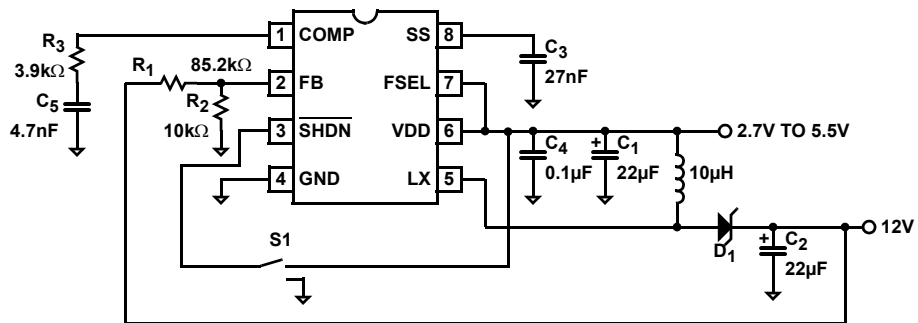 1 COMP SS 8
R3
3.9kΩ
C5
4.7nF
R1 85.2kΩ
2 FB FSEL 7
R2
10kΩ
3 SHDN VDD 6
4 GND LX 5
C3
27nF
2.7V TO 5.5V
C4
0.1µF
+ C1
22µF
10µH
S1
D1
12V
+ C2
22µF